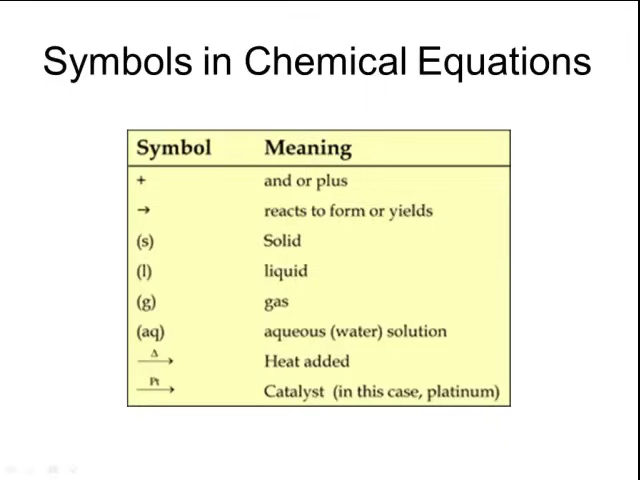 Symbols in Chemical Equations
Symbol Meaning
+ and or plus
→ reacts to form or yields
(s) Solid
(l) liquid
(g) gas
(aq) aqueous (water) solution
Δ→ Heat added
Pt→ Catalyst (in this case, platinum)